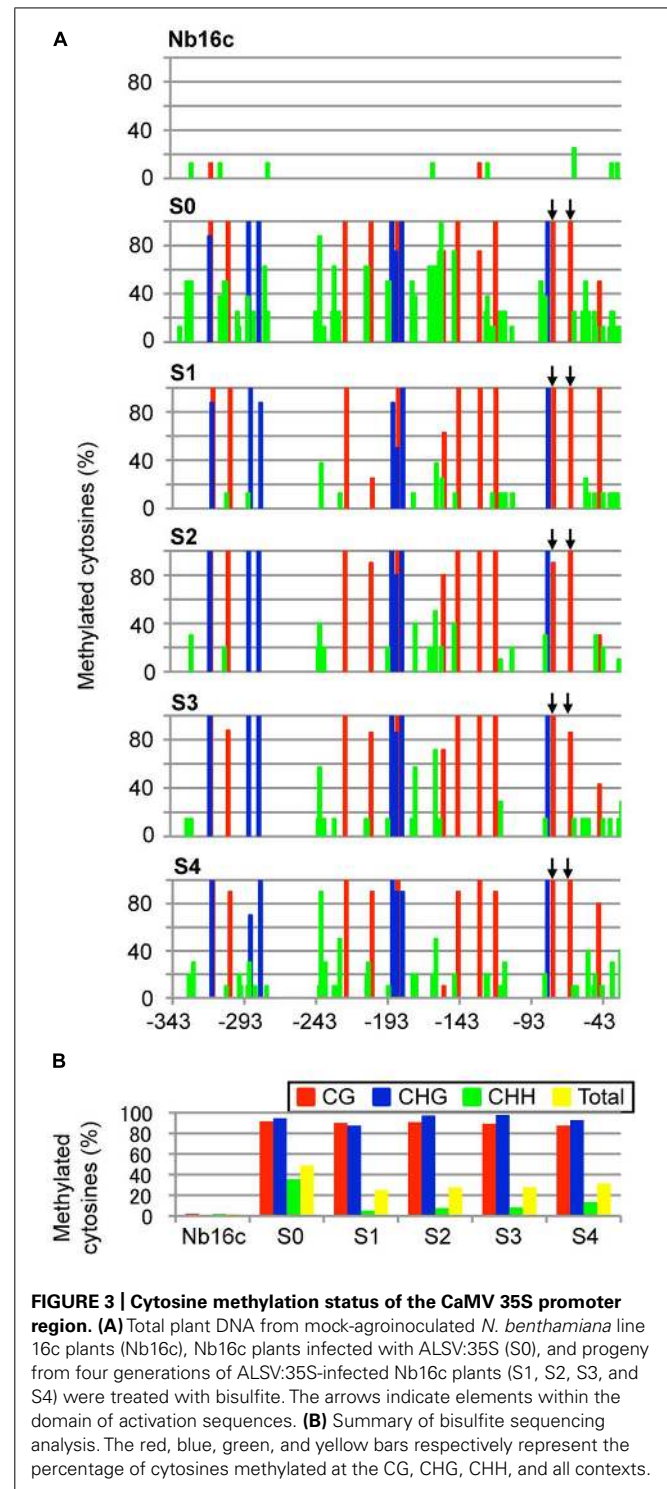 A
Nb16c
80
40
0
S0
80
40
0
S1
80
40
0
S2
80
40
0
S3
80
40
0
S4
80
40
0
Methylated cytosines (%)
-343 -293 -243 -193 -143 -93 -43
B
CG CHG CHH Total
100
80
60
40
20
0
Methylated
cytosines (%)
Nb16c S0 S1 S2 S3 S4
FIGURE 3 | Cytosine methylation status of the CaMV 35S promoter
region. (A) Total plant DNA from mock-agroinoculated N. benthamiana line
16c plants (Nb16c), Nb16c plants infected with ALSV:35S (S0), and progeny
from four generations of ALSV:35S-infected Nb16c plants (S1, S2, S3, and
S4) were treated with bisulfite. The arrows indicate elements within the
domain of activation sequences. (B) Summary of bisulfite sequencing
analysis. The red, blue, green, and yellow bars respectively represent the
percentage of cytosines methylated at the CG, CHG, CHH, and all contexts.